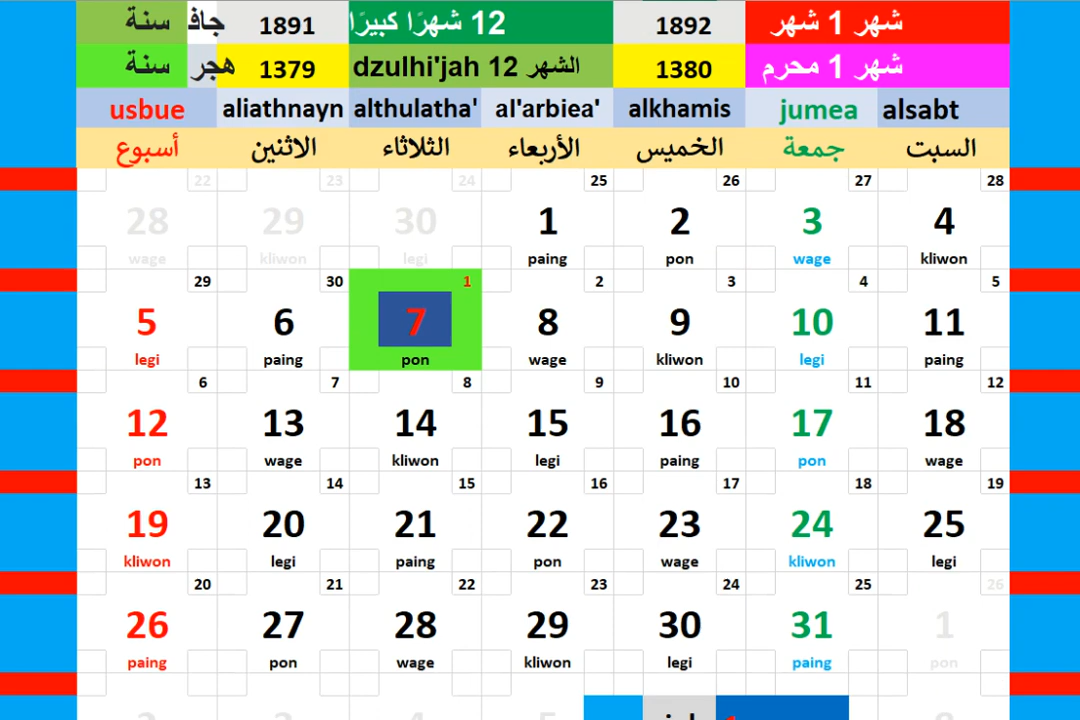 سنة جاف 1891 12 شهرًا كبيرًا 1892 شهر 1 شهر
سنة هجر 1379 dzulhi'jah 12 الشهر 1380 شهر 1 محرم
usbue aliathnayn althulatha' al'arbiea' alkhamis jumea alsabt
أسبوع الاثنين الثلاثاء الأربعاء الخميس جمعة السبت
22 23 24 25 26 27 28
28 29 30 1 2 3 4
wage kliwon legi paing pon wage kliwon
29 30 1 2 3 4 5
5 6 7 8 9 10 11
legi paing pon wage kliwon legi paing
6 7 8 9 10 11 12
12 13 14 15 16 17 18
pon wage kliwon legi paing pon wage
13 14 15 16 17 18 19
19 20 21 22 23 24 25
kliwon legi paing pon wage kliwon legi
20 21 22 23 24 25 26
26 27 28 29 30 31 1
paing pon wage kliwon legi paing pon